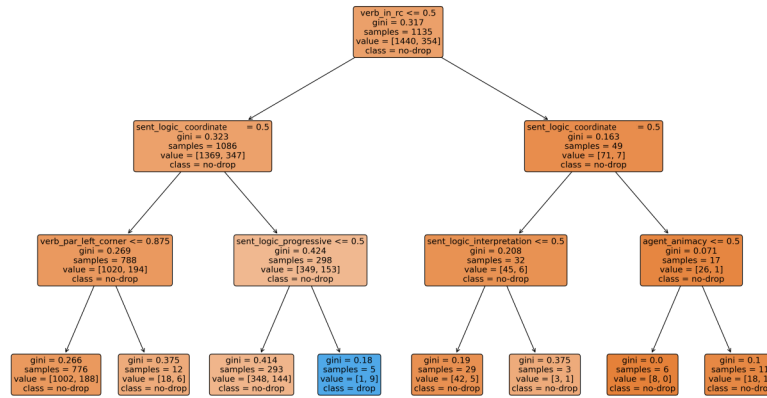 verb_in_rc <= 0.5
gini = 0.317
samples = 1135
value = [1440, 354]
class = no-drop
sent_logic_ coordinate = 0.5
gini = 0.323
samples = 1086
value = [1369, 347]
class = no-drop
sent_logic_coordinate = 0.5
gini = 0.163
samples = 49
value = [71, 7]
class = no-drop
verb_par_left_corner <= 0.875
gini = 0.269
samples = 788
value = [1020, 194]
class = no-drop
sent_logic_progressive <= 0.5
gini = 0.424
samples = 298
value = [349, 153]
class = no-drop
sent_logic_interpretation <= 0.5
gini = 0.208
samples = 32
value = [45, 6]
class = no-drop
agent_animacy <= 0.5
gini = 0.071
samples = 17
value = [26, 1]
class = no-drop
gini = 0.266
samples = 776
value = [1002, 188]
class = no-drop
gini = 0.375
samples = 12
value = [18, 6]
class = no-drop
gini = 0.414
samples = 293
value = [348, 144]
class = no-drop
gini = 0.18
samples = 5
value = [1, 9]
class = drop
gini = 0.19
samples = 29
value = [42, 5]
class = no-drop
gini = 0.375
samples = 3
value = [3, 1]
class = no-drop
gini = 0.0
samples = 6
value = [8, 0]
class = no-drop
gini = 0.1
samples = 11
value = [18, 1
class = no-drop